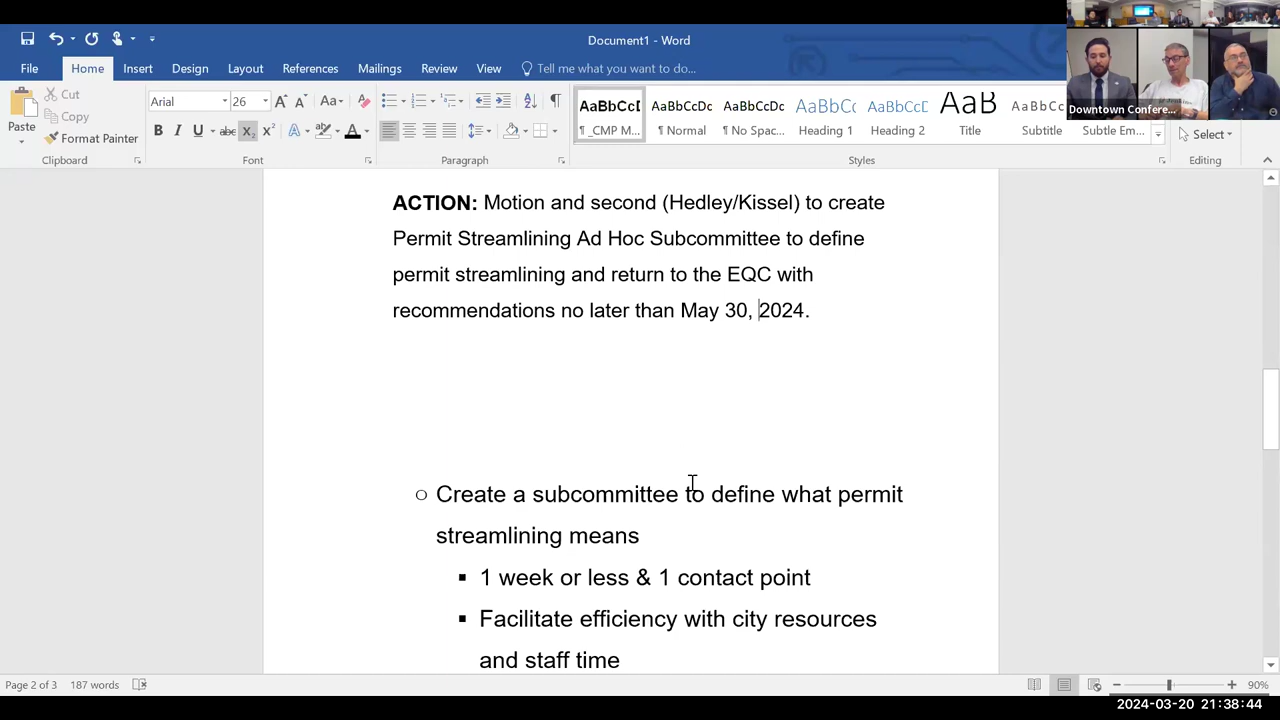 Document1 - Word
File Home Insert Design Layout References Mailings Review View Tell me what you want to do...
Downtown Confere...
Paste
Cut
Copy
Format Painter
Clipboard
Arial 26
Aa
B I U abc X₂ X² A
Font
Paragraph
AaBbCcI AaBbCcDc AaBbCcDc AaBbCc AaBbCcD AaB AaBbCcD
¶ _CMP M... ¶ Normal ¶ No Spac... Heading 1 Heading 2 Title Subtitle Subtle Em...
Styles
Select
Editing
ACTION: Motion and second (Hedley/Kissel) to create
Permit Streamlining Ad Hoc Subcommittee to define
permit streamlining and return to the EQC with
recommendations no later than May 30, 2024.
Create a subcommittee to define what permit
streamlining means
1 week or less & 1 contact point
Facilitate efficiency with city resources
and staff time
Page 2 of 3 187 words
90%
2024-03-20 21:38:44